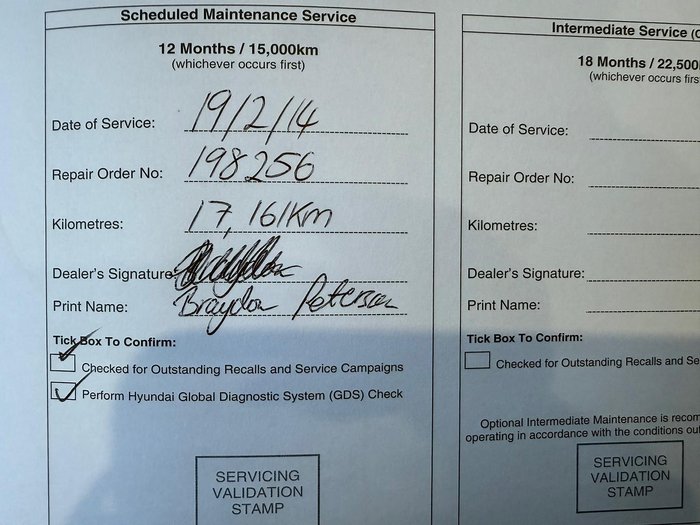 Scheduled Maintenance Service
12 Months / 15,000km
(whichever occurs first)
Date of Service: 19/2/14
Repair Order No: 198256
Kilometres: 17,161Km
Dealer's Signature
Print Name: Braydon Peterson
Tick Box To Confirm:
Checked for Outstanding Recalls and Service Campaigns
Perform Hyundai Global Diagnostic System (GDS) Check
SERVICING
VALIDATION
STAMP
Intermediate Service (O
18 Months / 22,500
(whichever occurs firs
Date of Service:
Repair Order No:
Kilometres:
Dealer's Signature:
Print Name:
Tick Box To Confirm:
Checked for Outstanding Recalls and Se
Optional Intermediate Maintenance is recom
operating in accordance with the conditions out
SERVICING
VALIDATION
STAMP